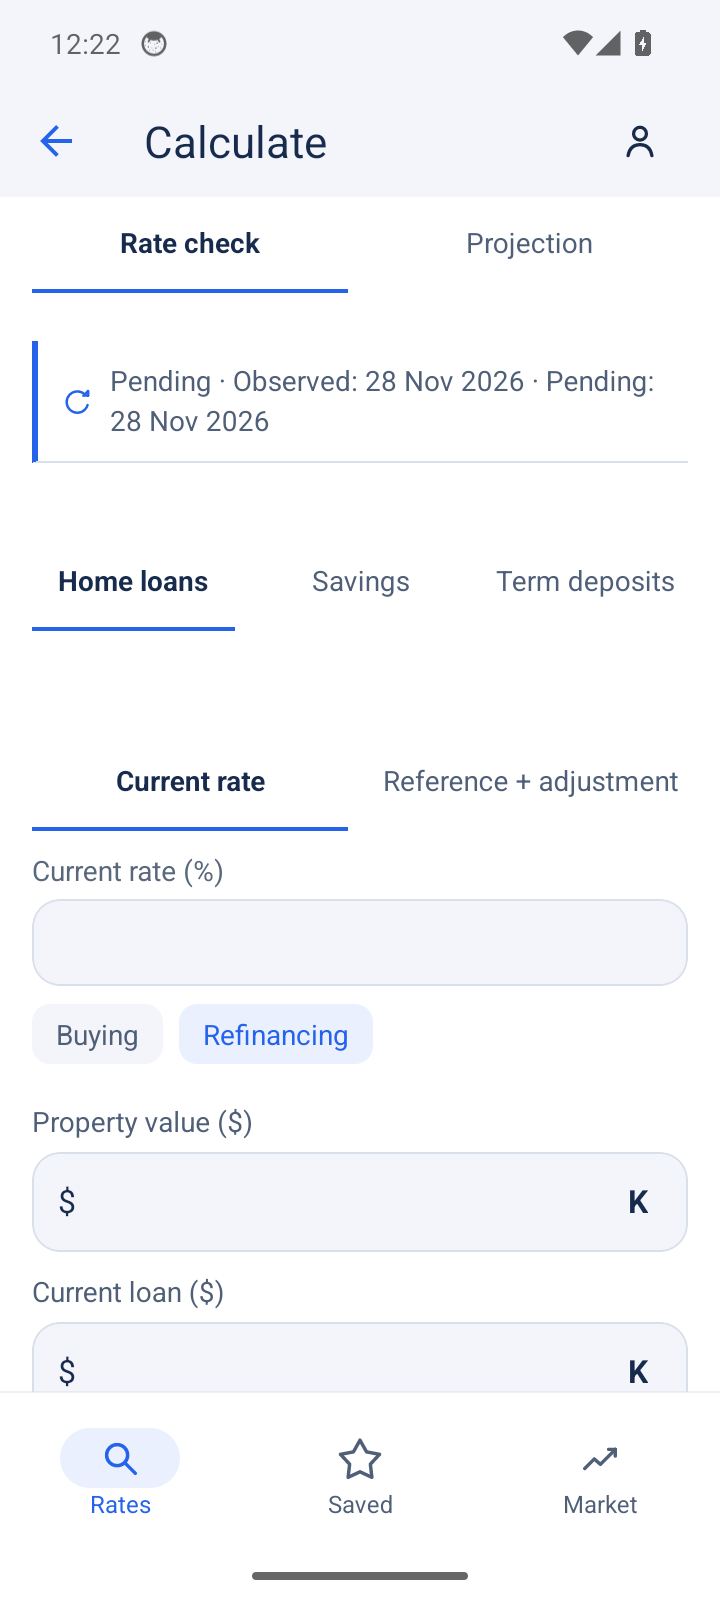 12:22
Calculate
Rate check
Projection
Pending · Observed: 28 Nov 2026 · Pending:
28 Nov 2026
Home loans
Savings
Term deposits
Current rate
Reference + adjustment
Current rate (%)
Buying
Refinancing
Property value ($)
$ K
Current loan ($)
$ K
Rates
Saved
Market